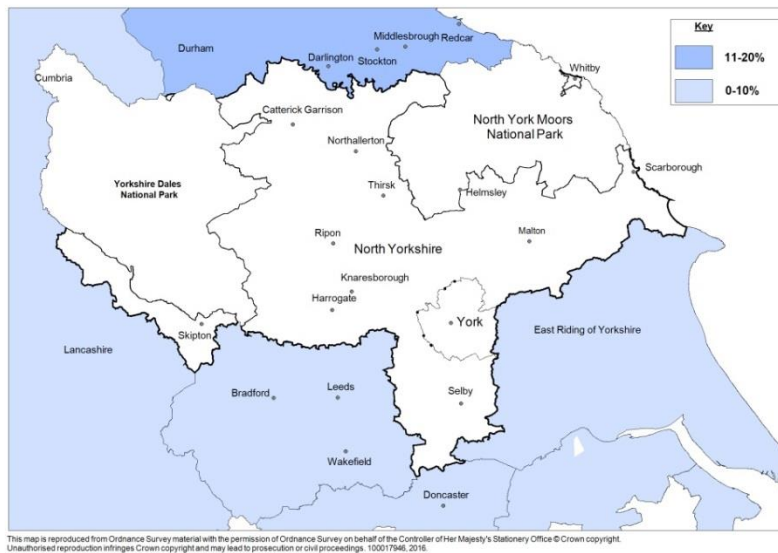 Key
11-20%
0-10%
Durham
Middlesbrough
Redcar
Darlington
Stockton
Cumbria
Whitby
Catterick Garrison
North York Moors
National Park
Northallerton
Scarborough
Yorkshire Dales
National Park
Thirsk
Helmsley
Ripon
North Yorkshire
Malton
Knaresborough
Harrogate
York
Skipton
East Riding of Yorkshire
Lancashire
Bradford
Leeds
Selby
Wakefield
Doncaster
This map is reproduced from Ordnance Survey material with the permission of Ordnance Survey on behalf of the Controller of Her Majesty's Stationery Office © Crown copyright.
Unauthorised reproduction infringes Crown copyright and may lead to prosecution or civil proceedings. 100017946, 2016.